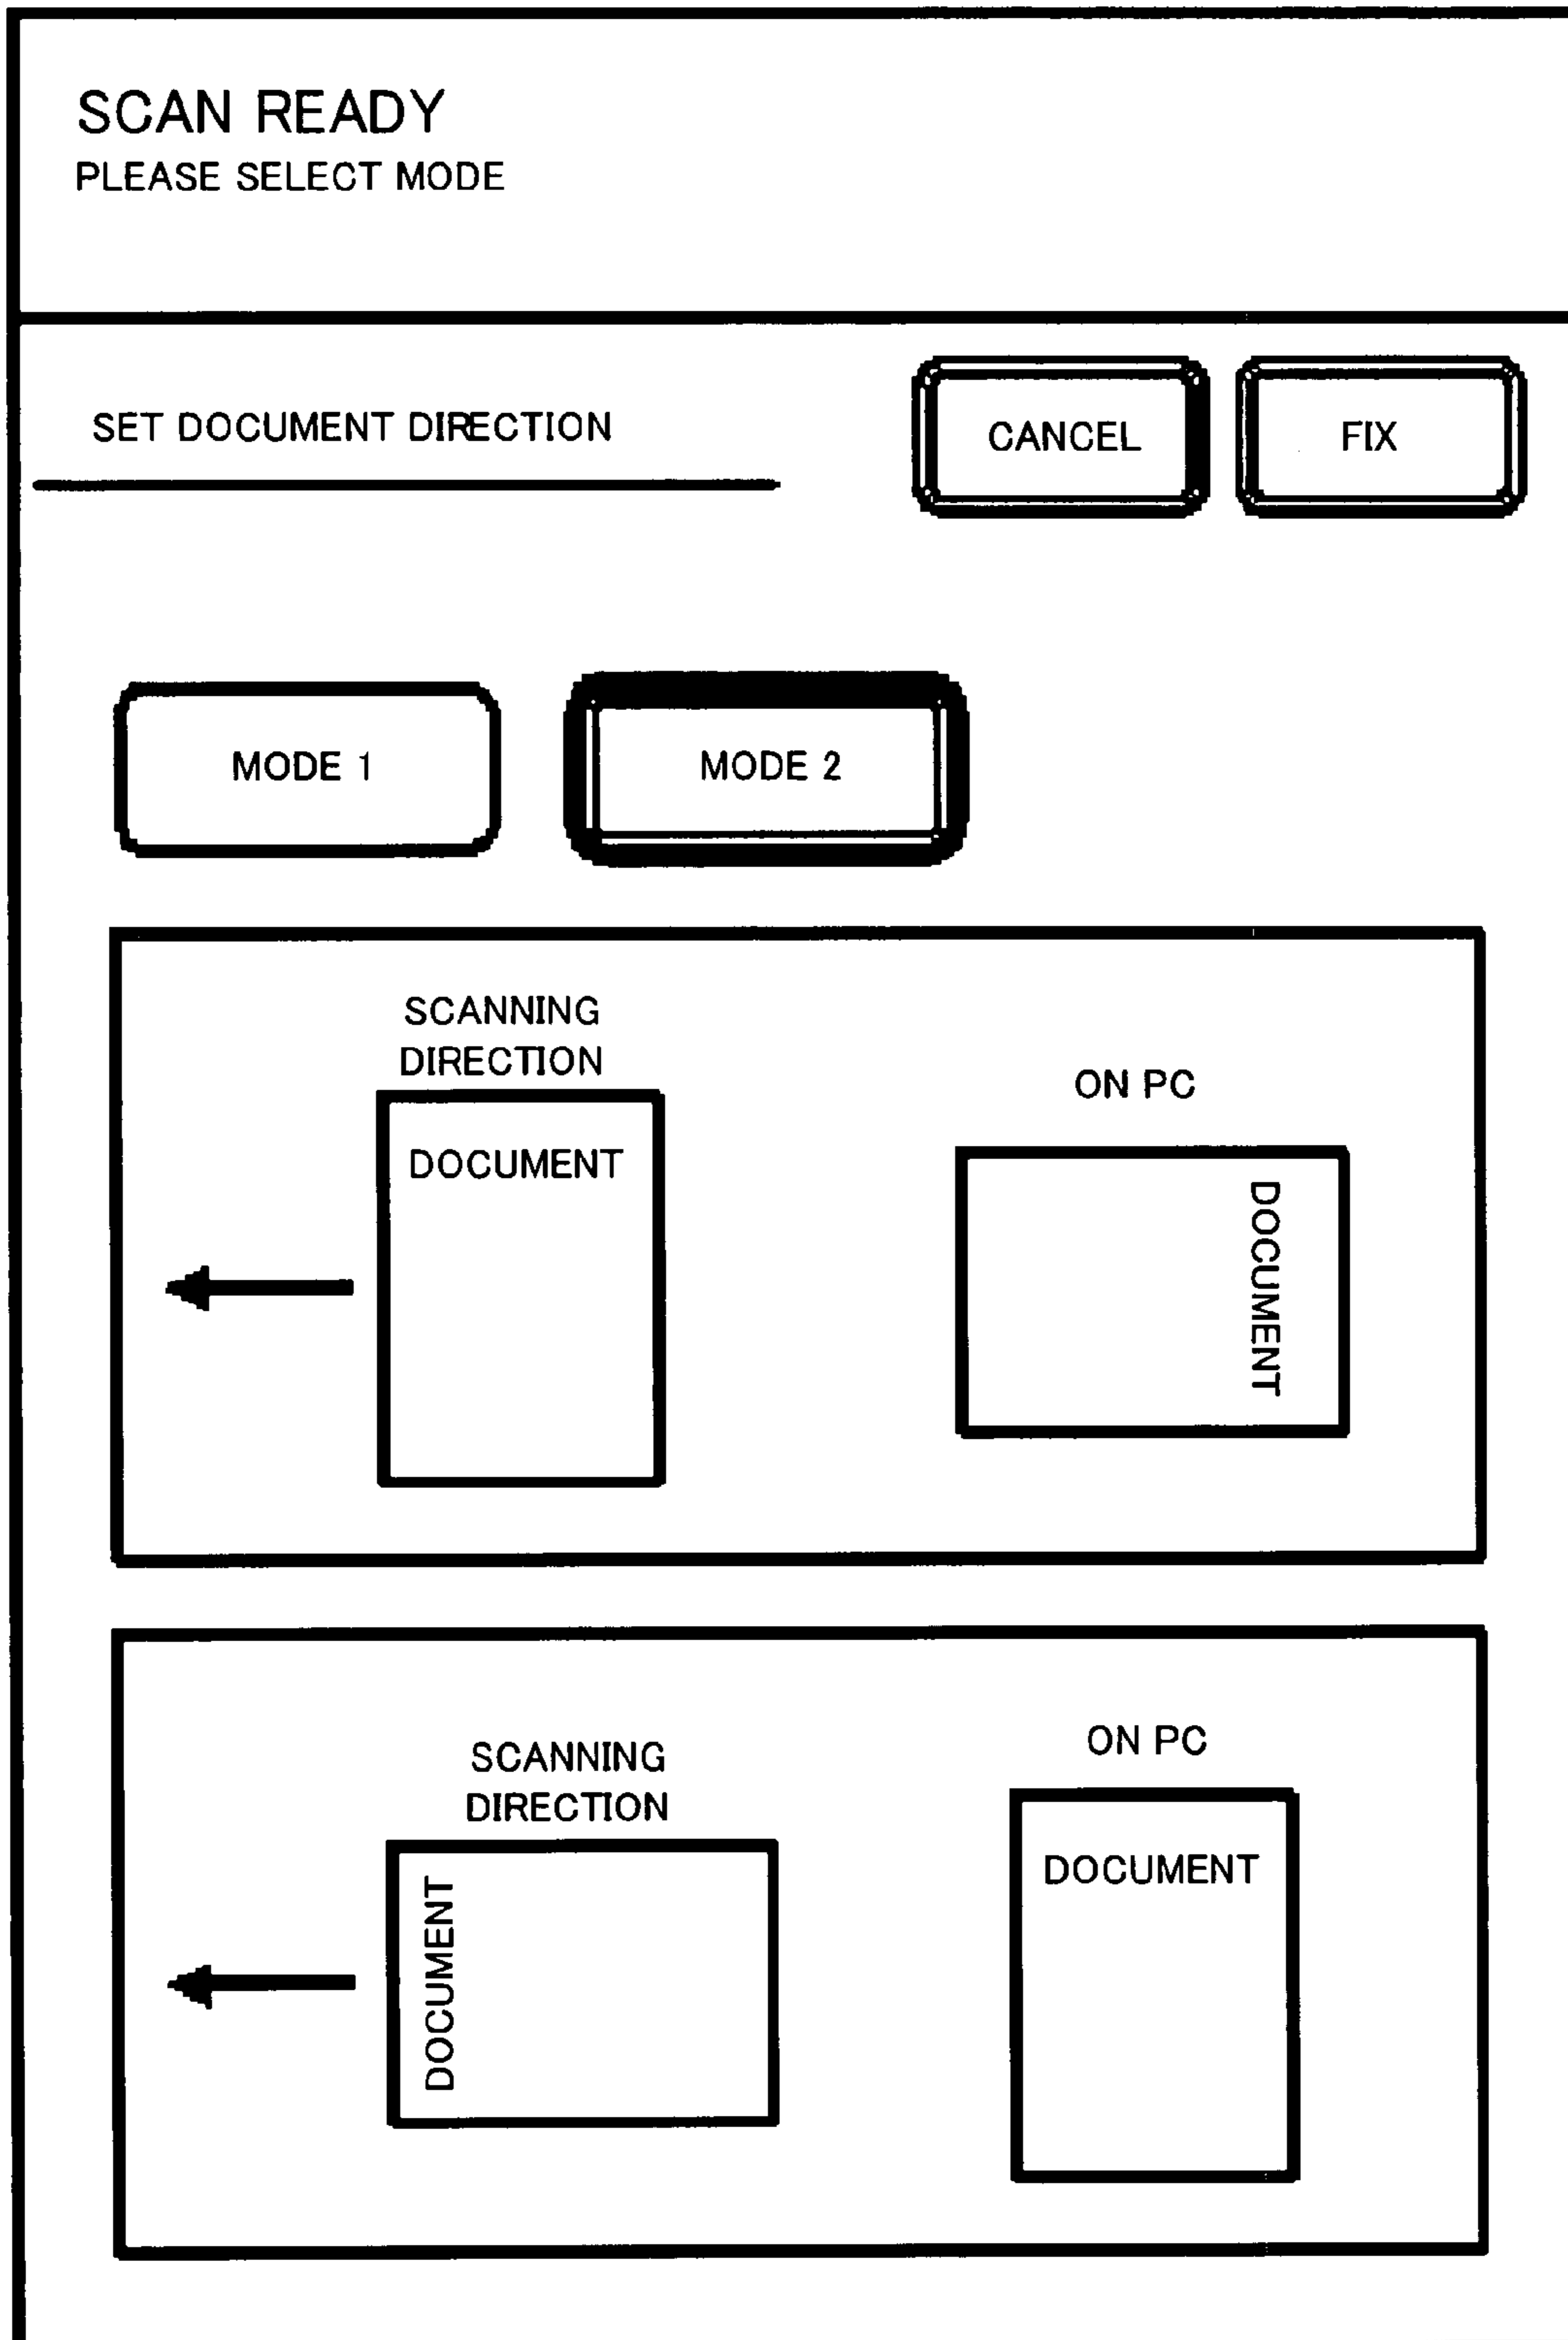 SCAN READY
PLEASE SELECT MODE
SET DOCUMENT DIRECTION
CANCEL
FIX
MODE 1
MODE 2
SCANNING
DIRECTION
ON PC
DOCUMENT
DOCUMENT
SCANNING
DIRECTION
ON PC
DOCUMENT
DOCUMENT